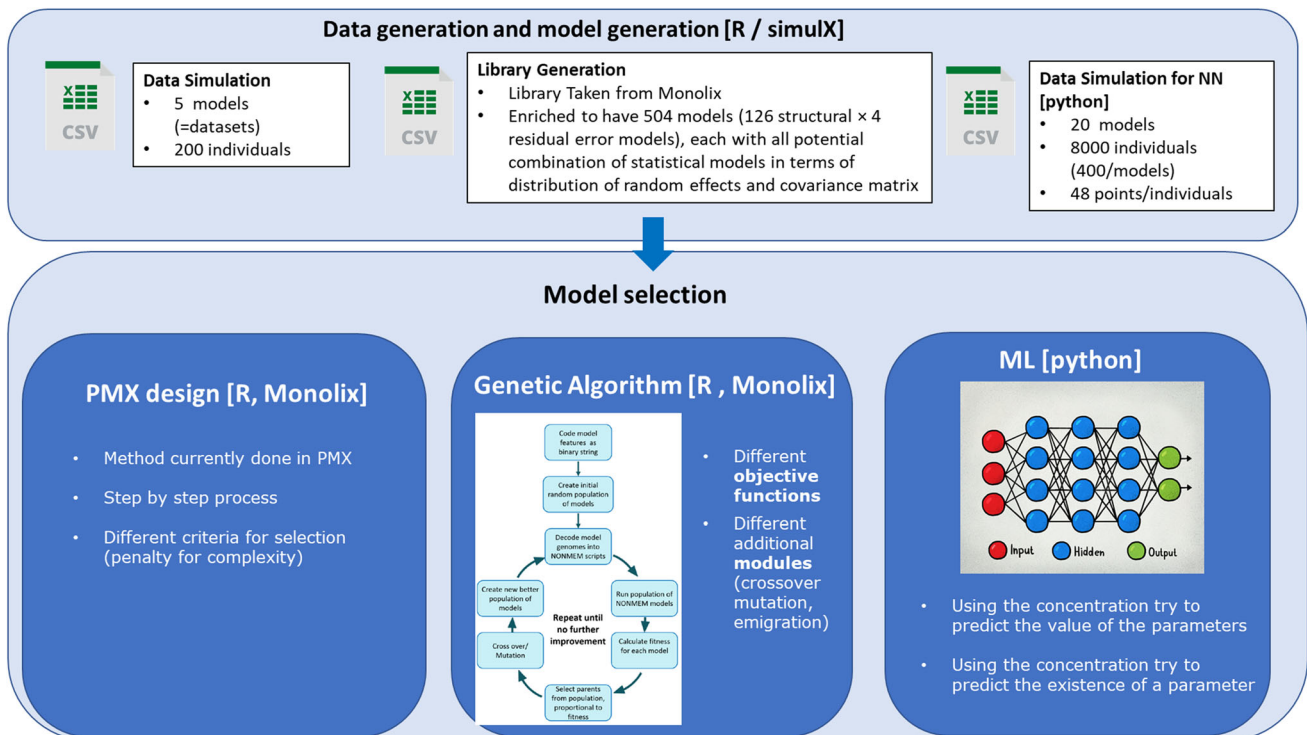 Data generation and model generation [R / simulX]
CSV
Data Simulation
• 5 models
(=datasets)
• 200 individuals
CSV
Library Generation
• Library Taken from Monolix
• Enriched to have 504 models (126 structural × 4
residual error models), each with all potential
combination of statistical models in terms of
distribution of random effects and covariance matrix
CSV
Data Simulation for NN
[python]
• 20 models
• 8000 individuals
(400/models)
• 48 points/individuals
Model selection
PMX design [R, Monolix]
• Method currently done in PMX
• Step by step process
• Different criteria for selection
(penalty for complexity)
Genetic Algorithm [R , Monolix]
Code model
features as
binary string
Create initial
random population
of models
Decode model
genomes into
NONMEM scripts
Run population of
NONMEM models
Calculate fitness
for each model
Select parents
from population,
proportional to
fitness
Cross over/
Mutation
Create new better
population of
models
Repeat until
no further
improvement
• Different
objective
functions
• Different
additional
modules
(crossover
mutation,
emigration)
ML [python]
Input
Hidden
Output
• Using the concentration try to
predict the value of the parameters
• Using the concentration try to
predict the existence of a parameter